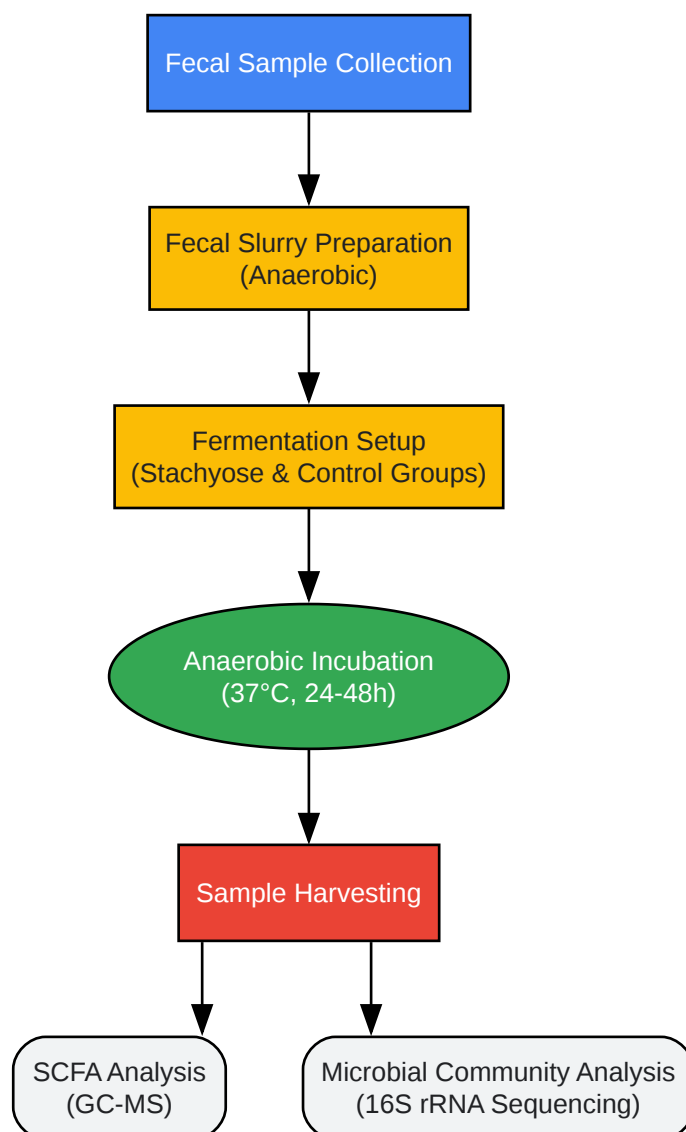 Fecal Sample Collection
Fecal Slurry Preparation
(Anaerobic)
Fermentation Setup
(Stachyose & Control Groups)
Anaerobic Incubation
(37°C, 24-48h)
Sample Harvesting
SCFA Analysis
(GC-MS)
Microbial Community Analysis
(16S rRNA Sequencing)